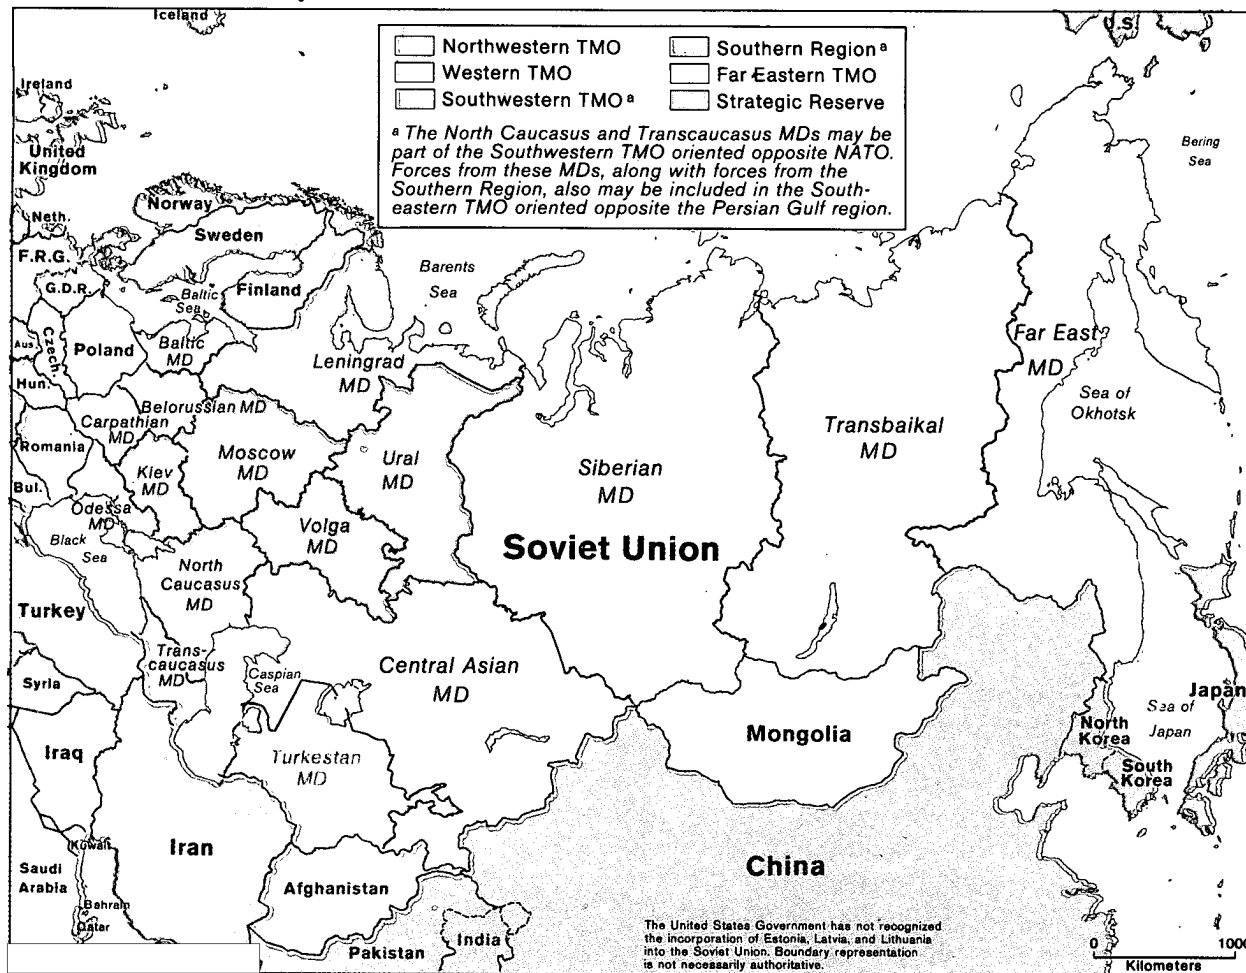 Iceland
U.S.
Northwestern TMO
Western TMO
Southwestern TMO a
Southern Region a
Far Eastern TMO
Strategic Reserve
a The North Caucasus and Transcaucasus MDs may be
part of the Southwestern TMO oriented opposite NATO.
Forces from these MDs, along with forces from the
Southern Region, also may be included in the South-
eastern TMO oriented opposite the Persian Gulf region.
Ireland
United
Kingdom
Bering
Sea
Norway
Neth.
Sweden
F.R.G.
Barents
Sea
G.D.R.
Baltic
Sea
Finland
Aus.
Czech.
Poland
Baltic
MD
Leningrad
MD
Far East
MD
Hun.
Belorussian MD
Carpathian
MD
Sea of
Okhotsk
Romania
Moscow
MD
Ural
MD
Siberian
MD
Transbaikal
MD
Kiev
MD
Bul.
Odessa
MD
Volga
MD
Soviet Union
Black
Sea
North
Caucasus
MD
Turkey
Trans-
caucasus
MD
Caspian
Sea
Central Asian
MD
Syria
Japan
Sea of
Japan
Mongolia
North
Korea
Iraq
Turkestan
MD
South
Korea
Kuwait
Iran
China
Saudi
Arabia
Afghanistan
Bahrain
Qatar
Pakistan
India
The United States Government has not recognized
the incorporation of Estonia, Latvia, and Lithuania
into the Soviet Union. Boundary representation
is not necessarily authoritative.
0 1000
Kilometers